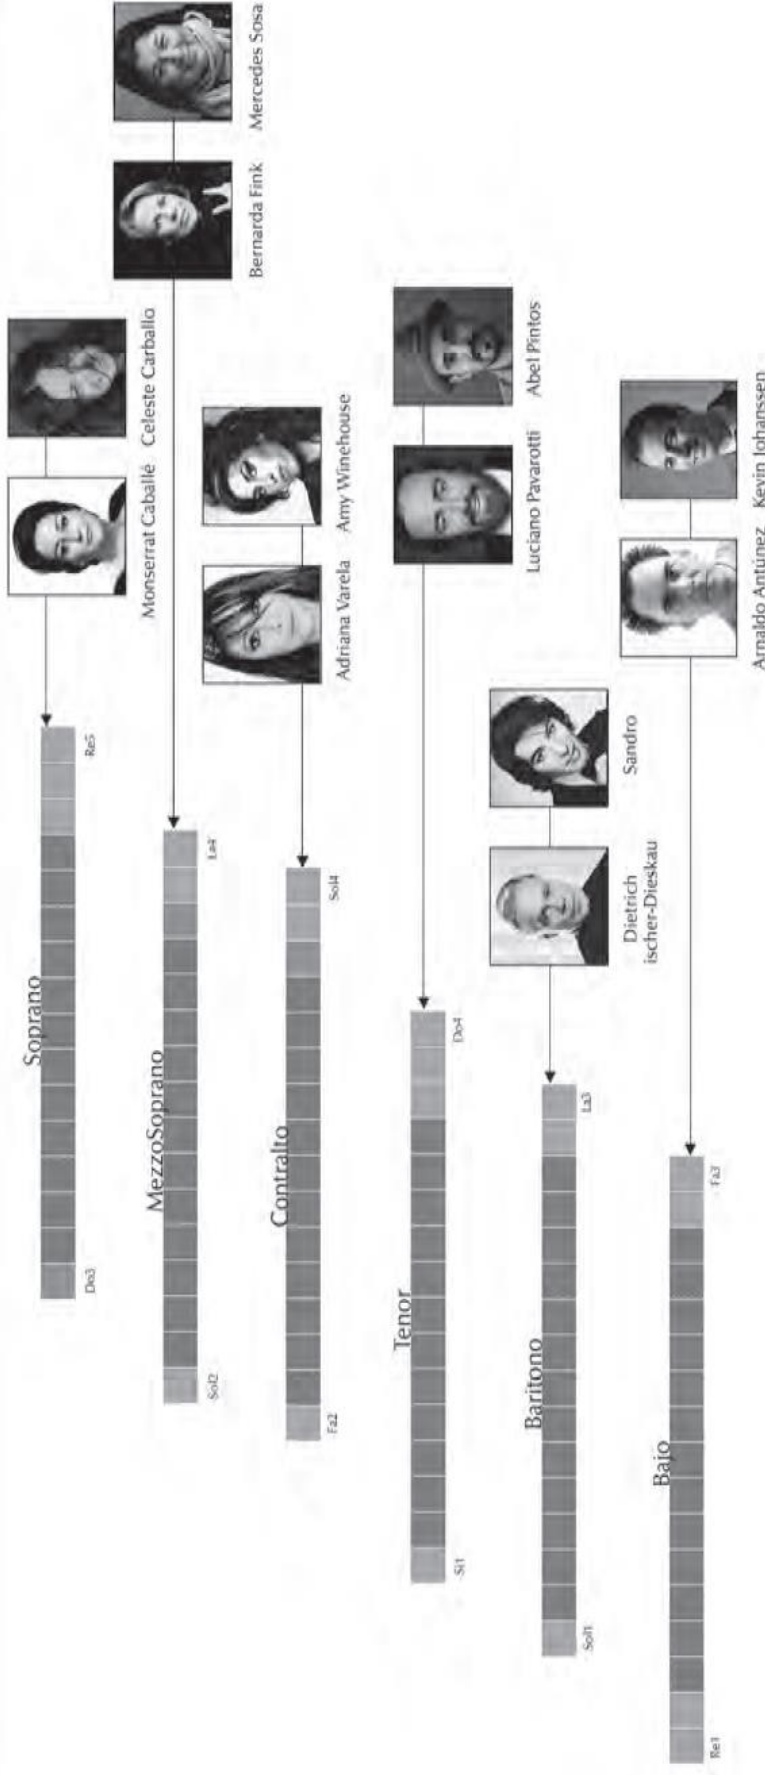 Soprano
Do3
Re5
Monserrat Caballé
Celeste Carballo
MezzoSoprano
Sol2
La4
Bernarda Fink
Mercedes Sosa
Contralto
Fa2
Sol4
Adriana Varela
Amy Winehouse
Tenor
Si1
Do4
Luciano Pavarotti
Abel Pintos
Barítono
Sol1
La3
Dietrich
ischer-Dieskau
Sandro
Bajo
Re1
Fa3
Arnaldo Antúnez
Kevin Johanssen